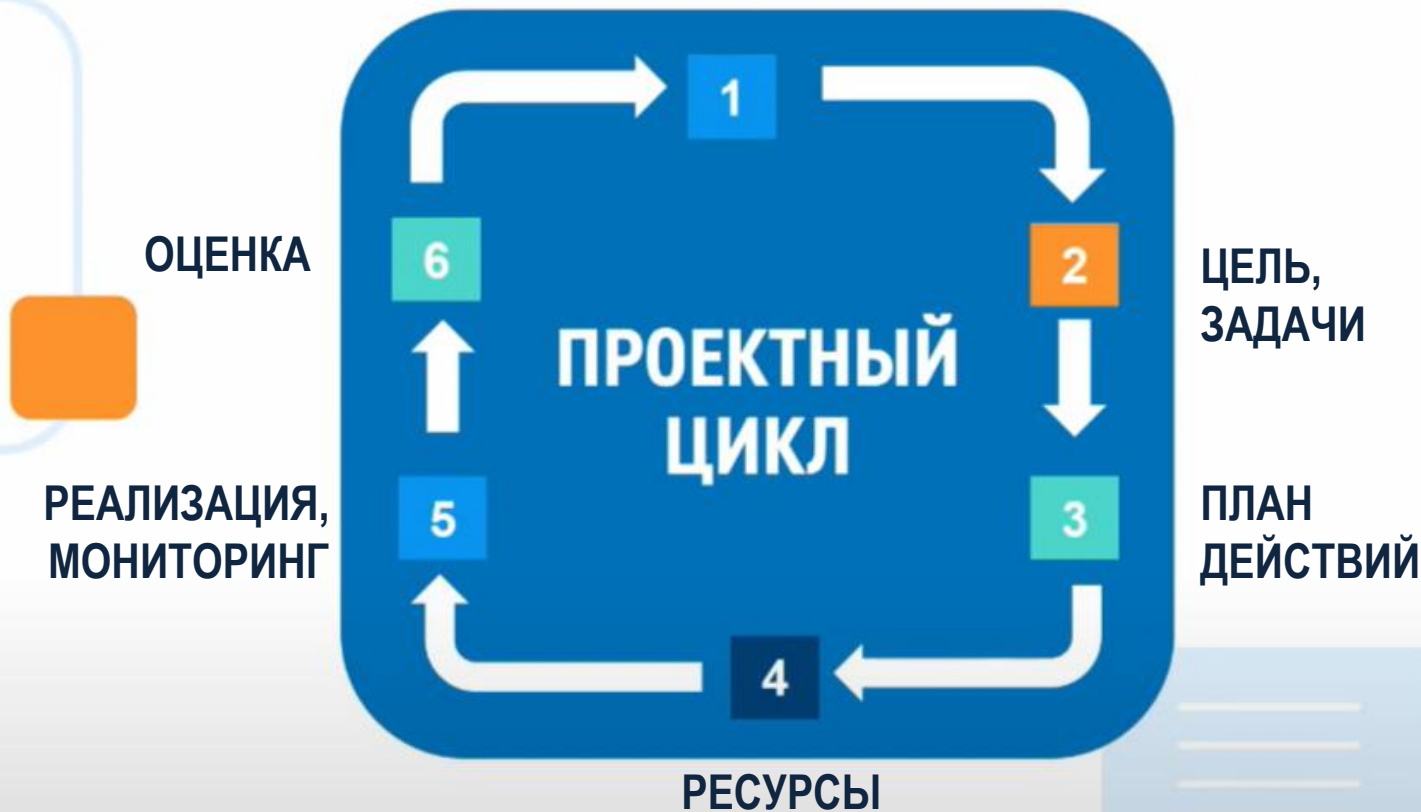 1
6
2
ОЦЕНКА
ЦЕЛЬ,
ЗАДАЧИ
ПРОЕКТНЫЙ
ЦИКЛ
5
3
РЕАЛИЗАЦИЯ,
МОНИТОРИНГ
ПЛАН
ДЕЙСТВИЙ
4
РЕСУРСЫ